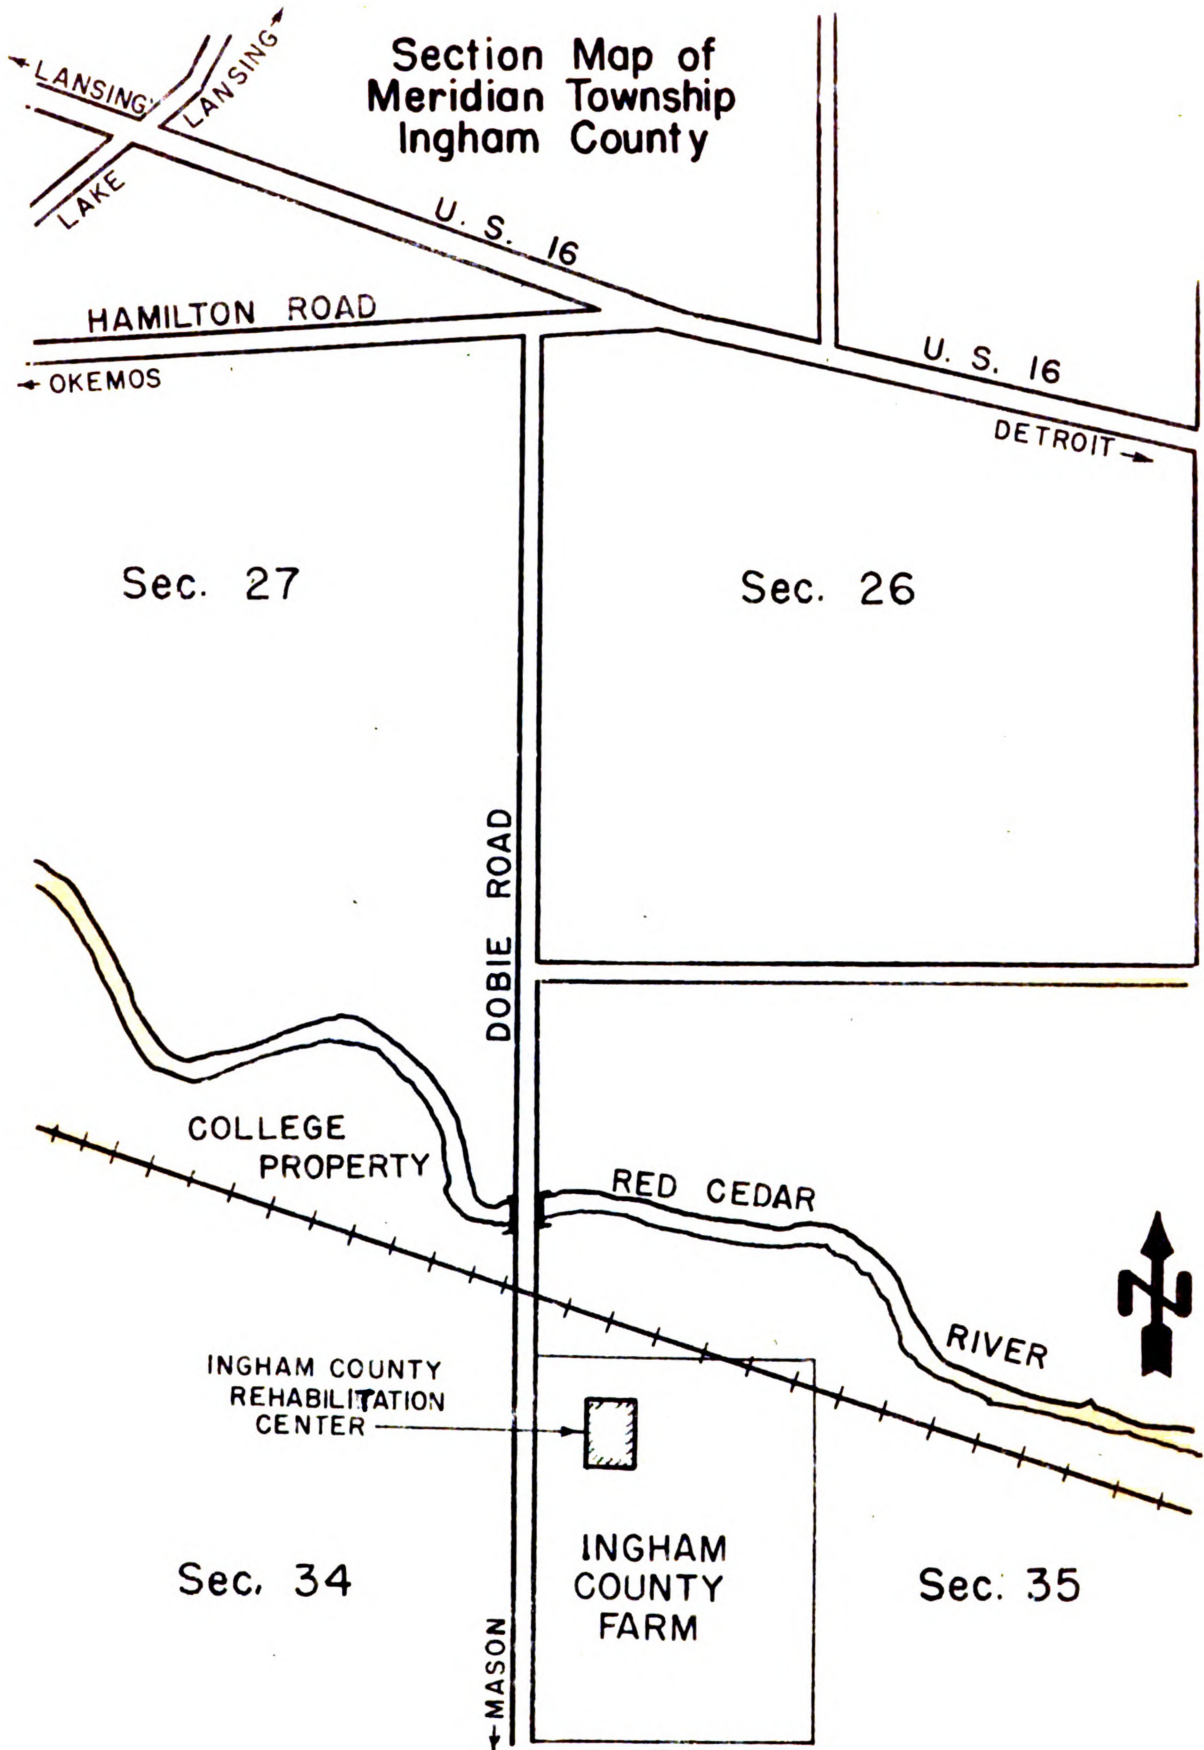 Section Map of
Meridian Township
Ingham County
LANSING
LANSING
LAKE
U. S. 16
HAMILTON ROAD
OKEMOS
U. S. 16
DETROIT
Sec. 27
Sec. 26
DOBIE ROAD
COLLEGE
PROPERTY
RED CEDAR
RIVER
N
INGHAM COUNTY
REHABILITATION
CENTER
INGHAM
COUNTY
FARM
Sec. 34
Sec. 35
MASON